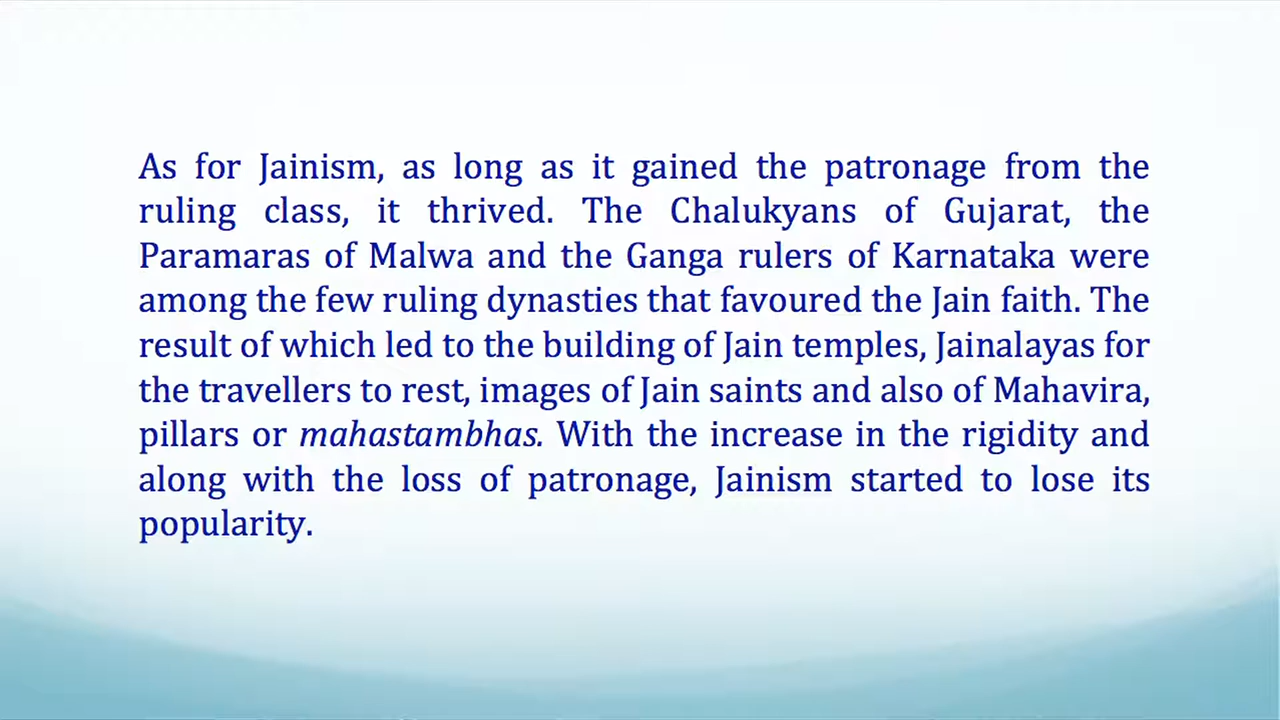 As for Jainism, as long as it gained the patronage from the
ruling class, it thrived. The Chalukyans of Gujarat, the
Paramaras of Malwa and the Ganga rulers of Karnataka were
among the few ruling dynasties that favoured the Jain faith. The
result of which led to the building of Jain temples, Jainalayas for
the travellers to rest, images of Jain saints and also of Mahavira,
pillars or mahastambhas. With the increase in the rigidity and
along with the loss of patronage, Jainism started to lose its
popularity.